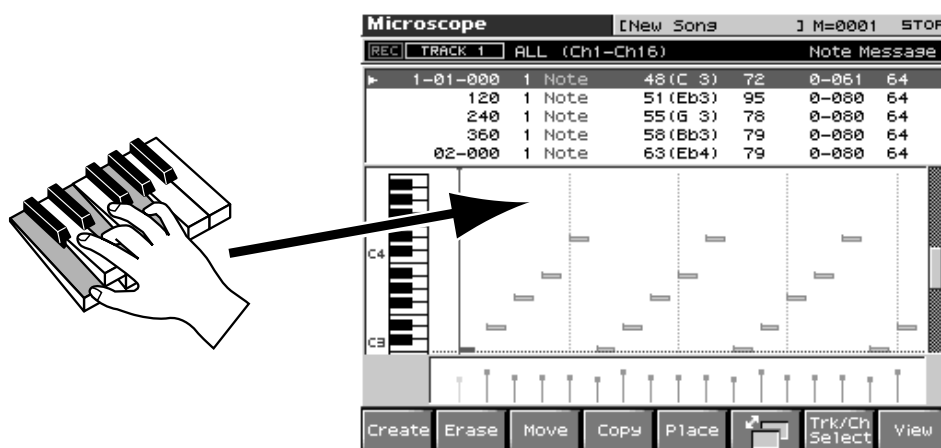 Microscope [New Song ] M=0001 STOP
REC TRACK 1 ALL (Ch1-Ch16) Note Message
1-01-000 1 Note 48(C 3) 72 0-061 64
120 1 Note 51(Eb3) 95 0-080 64
240 1 Note 55(G 3) 78 0-080 64
360 1 Note 58(Bb3) 79 0-080 64
02-000 1 Note 63(Eb4) 79 0-080 64
C4
C3
Create Erase Move Copy Place Trk/Ch Select View